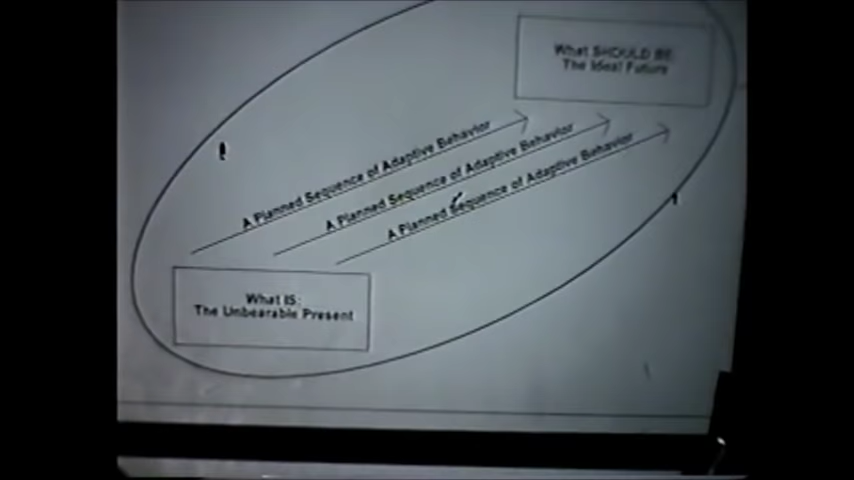 What SHOULD BE:
The Ideal Future
A Planned Sequence of Adaptive Behavior
A Planned Sequence of Adaptive Behavior
A Planned Sequence of Adaptive Behavior
What IS:
The Unbearable Present